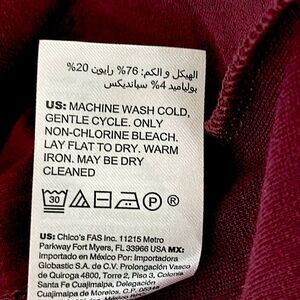 الهيكل و الكم: 76% رايون 20%
بولياميد 4% سبانديكس
US: MACHINE WASH COLD,
GENTLE CYCLE. ONLY
NON-CHLORINE BLEACH.
LAY FLAT TO DRY. WARM
IRON. MAY BE DRY
CLEANED
30 P ®
US: Chico's FAS Inc. 11215 Metro
Parkway Fort Myers, FL 33966 USA MX:
Importado en México Por: Importadora
Globastic S.A. de C.V. Prolongación Vasco
de Quiroga 4800, Torre 2, Piso 3, Colonia
Santa Fe Cuajimalpa, Delegación
Cuajimalpa de Morelos, C.P. 05348